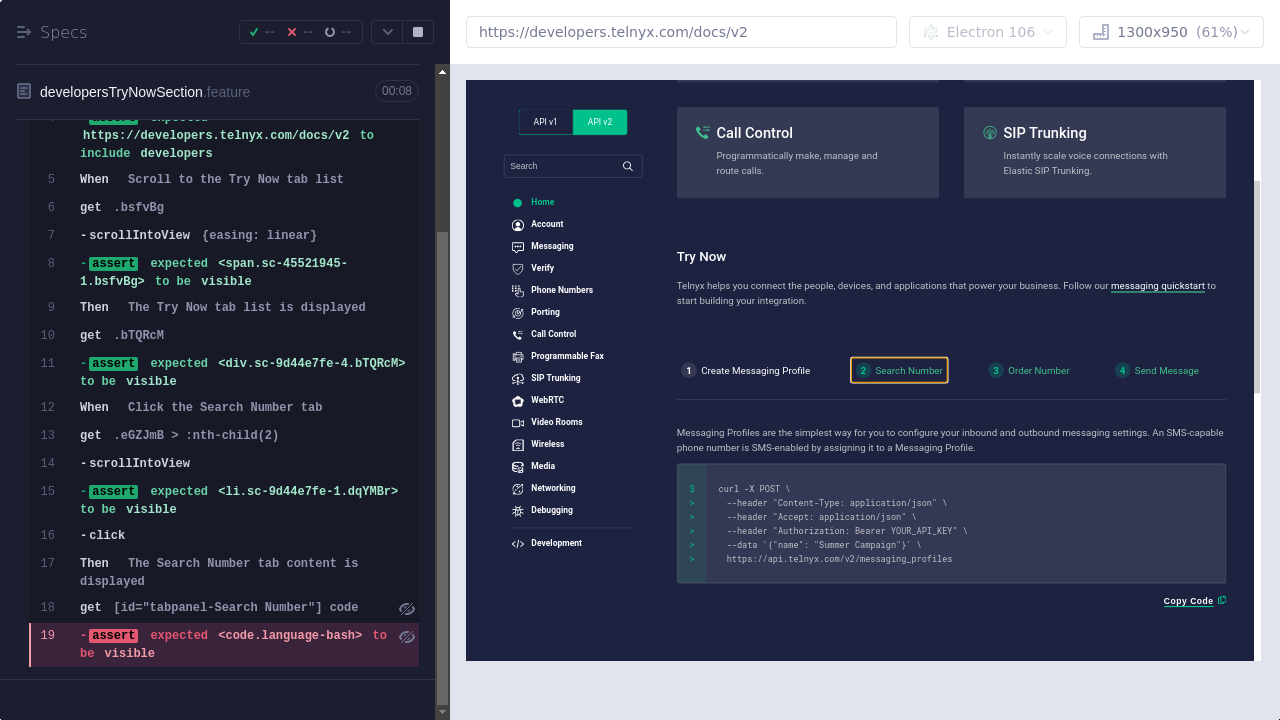 Specs
--
--
--
https://developers.telnyx.com/docs/v2
Electron 106
1300x950 (61%)
developersTryNowSection.feature
00:08
https://developers.telnyx.com/docs/v2 to
include developers
5 When Scroll to the Try Now tab list
6 get .bsfvBg
7 -scrollIntoView {easing: linear}
8 -assert expected <span.sc-45521945-
1.bsfvBg> to be visible
9 Then The Try Now tab list is displayed
10 get .bTQRcM
11 -assert expected <div.sc-9d44e7fe-4.bTQRcM>
to be visible
12 When Click the Search Number tab
13 get .eGZJmB > :nth-child(2)
14 -scrollIntoView
15 -assert expected <li.sc-9d44e7fe-1.dqYMBr>
to be visible
16 -click
17 Then The Search Number tab content is
displayed
18 get [id="tabpanel-Search Number"] code
19 -assert expected <code.language-bash> to
be visible
API v1
API v2
Search
Home
Account
Messaging
Verify
Phone Numbers
Porting
Call Control
Programmable Fax
SIP Trunking
WebRTC
Video Rooms
Wireless
Media
Networking
Debugging
Development
Call Control
Programmatically make, manage and
route calls.
SIP Trunking
Instantly scale voice connections with
Elastic SIP Trunking.
Try Now
Telnyx helps you connect the people, devices, and applications that power your business. Follow our messaging quickstart to
start building your integration.
1 Create Messaging Profile
2 Search Number
3 Order Number
4 Send Message
Messaging Profiles are the simplest way for you to configure your inbound and outbound messaging settings. An SMS-capable
phone number is SMS-enabled by assigning it to a Messaging Profile.
$ curl -X POST \
> --header "Content-Type: application/json" \
> --header "Accept: application/json" \
> --header "Authorization: Bearer YOUR_API_KEY" \
> --data '{"name": "Summer Campaign"}' \
> https://api.telnyx.com/v2/messaging_profiles
Copy Code